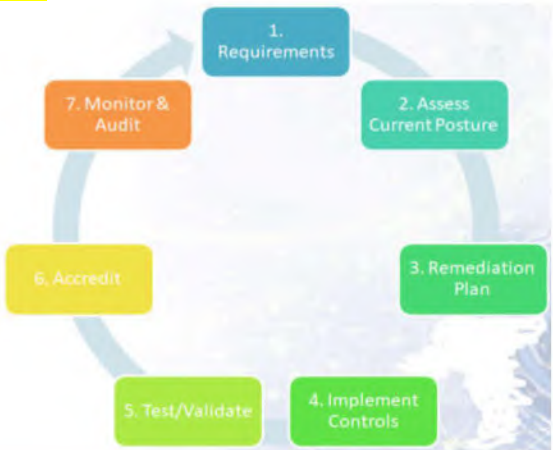 1.
Requirements
2. Assess
Current Posture
3. Remediation
Plan
4. Implement
Controls
5. Test/Validate
6. Accredit
7. Monitor &
Audit